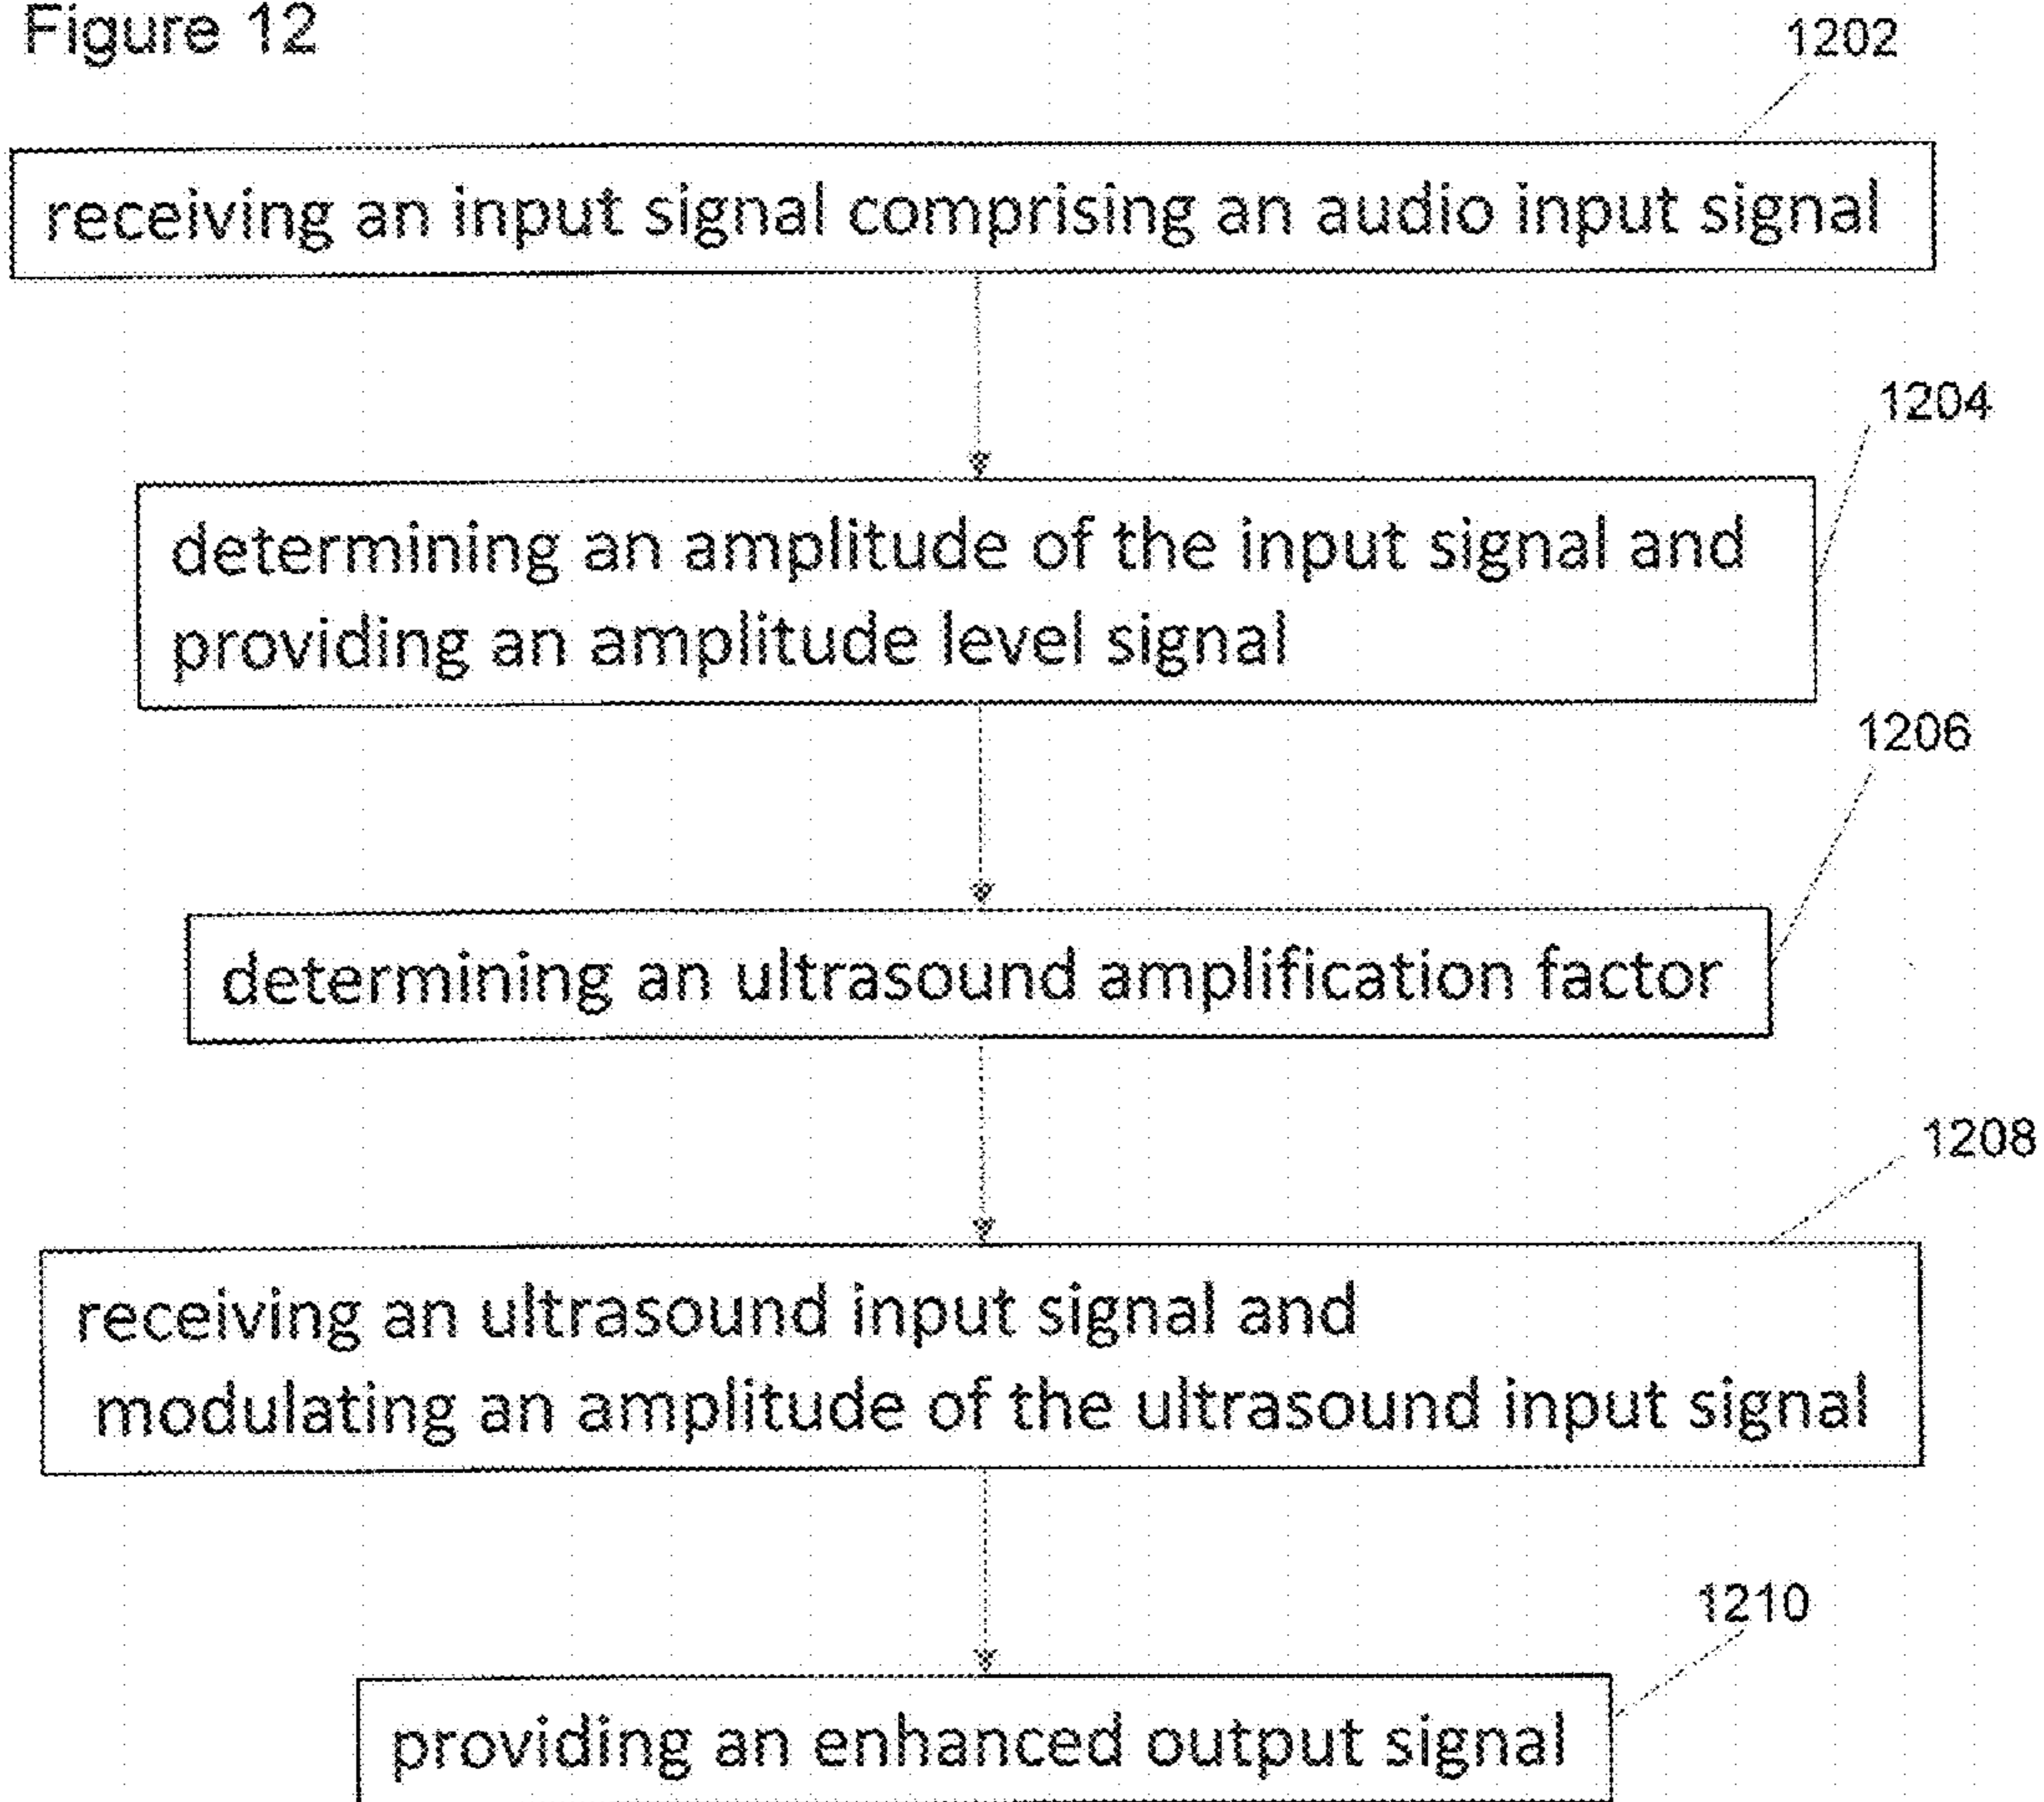 Figure 12
1202
receiving an input signal comprising an audio input signal
1204
determining an amplitude of the input signal and
providing an amplitude level signal
1206
determining an ultrasound amplification factor
1208
receiving an ultrasound input signal and
modulating an amplitude of the ultrasound input signal
1210
providing an enhanced output signal